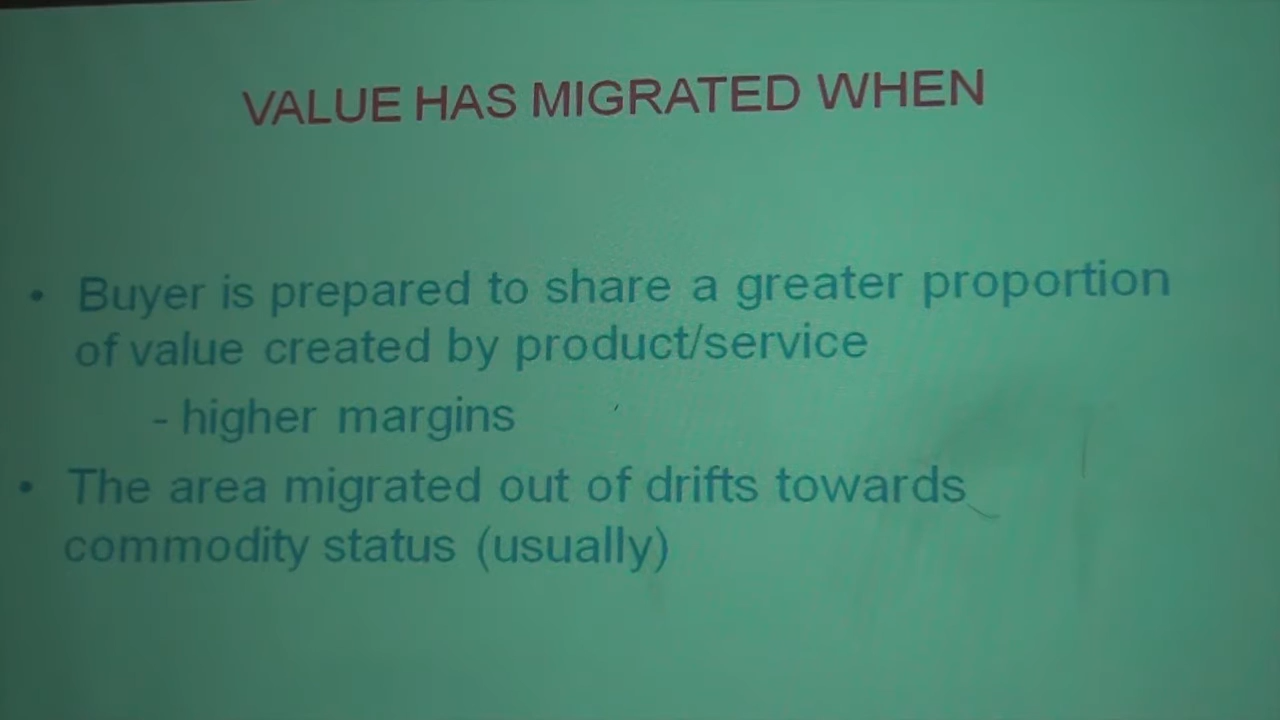 VALUE HAS MIGRATED WHEN
• Buyer is prepared to share a greater proportion
of value created by product/service
- higher margins
• The area migrated out of drifts towards
commodity status (usually)